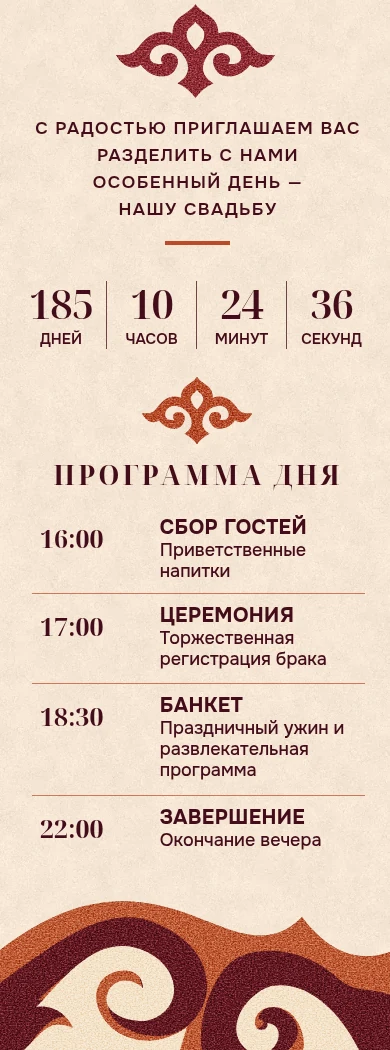 С РАДОСТЬЮ ПРИГЛАШАЕМ ВАС
РАЗДЕЛИТЬ С НАМИ
ОСОБЕННЫЙ ДЕНЬ —
НАШУ СВАДЬБУ
185 10 24 36
ДНЕЙ ЧАСОВ МИНУТ СЕКУНД
ПРОГРАММА ДНЯ
16:00
СБОР ГОСТЕЙ
Приветственные
напитки
17:00
ЦЕРЕМОНИЯ
Торжественная
регистрация брака
18:30
БАНКЕТ
Праздничный ужин и
развлекательная
программа
22:00
ЗАВЕРШЕНИЕ
Окончание вечера